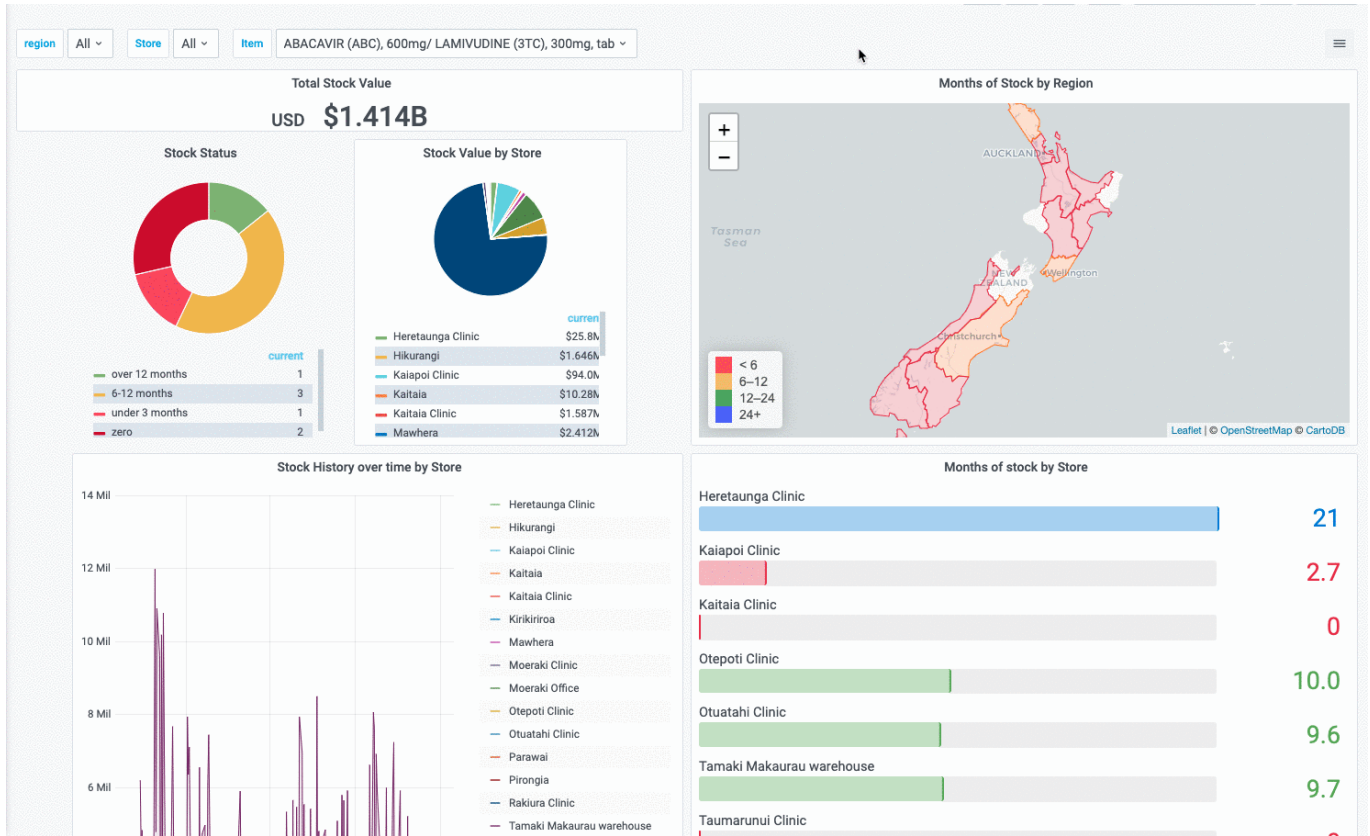 region All Store All Item ABACAVIR (ABC), 600mg/ LAMIVUDINE (3TC), 300mg, tab
Total Stock Value
USD $1.414B
Stock Status
current
over 12 months 1
6-12 months 3
under 3 months 1
zero 2
Stock Value by Store
curren
Heretaunga Clinic $25.8M
Hikurangi $1.646M
Kaiapoi Clinic $94.0M
Kaitaia $10.28M
Kaitaia Clinic $1.587M
Mawhera $2.412M
Months of Stock by Region
+
−
AUCKLAND
Tasman
Sea
NEW
ZEALAND
Wellington
Christchurch
< 6
6–12
12–24
24+
Leaflet | © OpenStreetMap © CartoDB
Stock History over time by Store
14 Mil
12 Mil
10 Mil
8 Mil
6 Mil
Heretaunga Clinic
Hikurangi
Kaiapoi Clinic
Kaitaia
Kaitaia Clinic
Kirikiriroa
Mawhera
Moeraki Clinic
Moeraki Office
Otepoti Clinic
Otuatahi Clinic
Parawai
Pirongia
Rakiura Clinic
Tamaki Makaurau warehouse
Months of stock by Store
Heretaunga Clinic
21
Kaiapoi Clinic
2.7
Kaitaia Clinic
0
Otepoti Clinic
10.0
Otuatahi Clinic
9.6
Tamaki Makaurau warehouse
9.7
Taumarunui Clinic